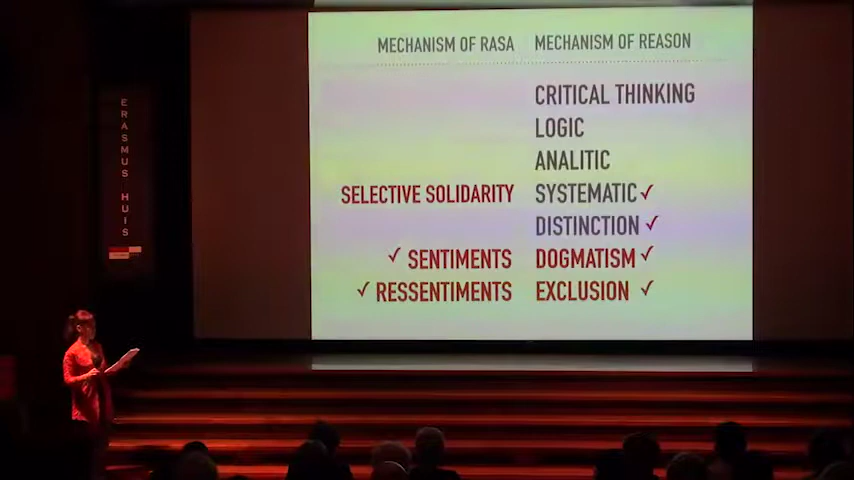 ERASMUS HUIS
MECHANISM OF RASA MECHANISM OF REASON
CRITICAL THINKING
LOGIC
ANALITIC
SELECTIVE SOLIDARITY SYSTEMATIC ✓
DISTINCTION ✓
✓ SENTIMENTS DOGMATISM ✓
✓ RESSENTIMENTS EXCLUSION ✓